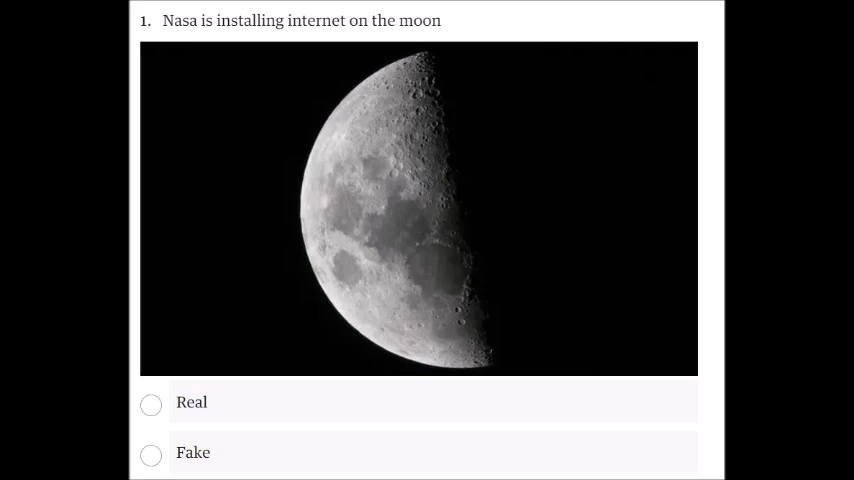 1. Nasa is installing internet on the moon
Real
Fake